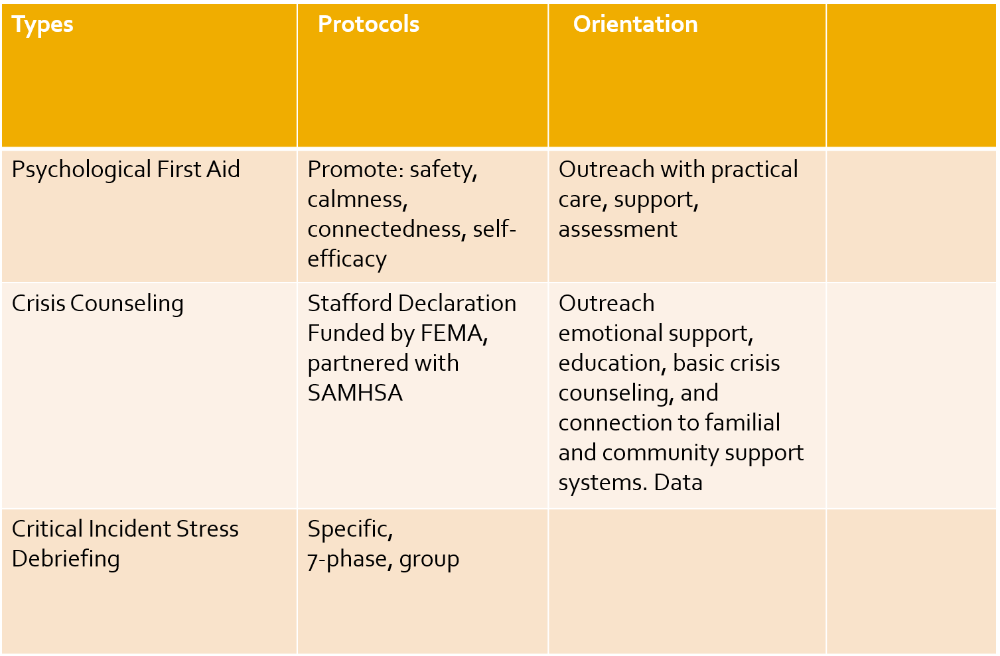 Types
Protocols
Orientation
Psychological First Aid
Promote: safety,
calmness,
connectedness, self-
efficacy
Outreach with practical
care, support,
assessment
Crisis Counseling
Stafford Declaration
Funded by FEMA,
partnered with
SAMHSA
Outreach
emotional support,
education, basic crisis
counseling, and
connection to familial
and community support
systems. Data
Critical Incident Stress
Debriefing
Specific,
7-phase, group